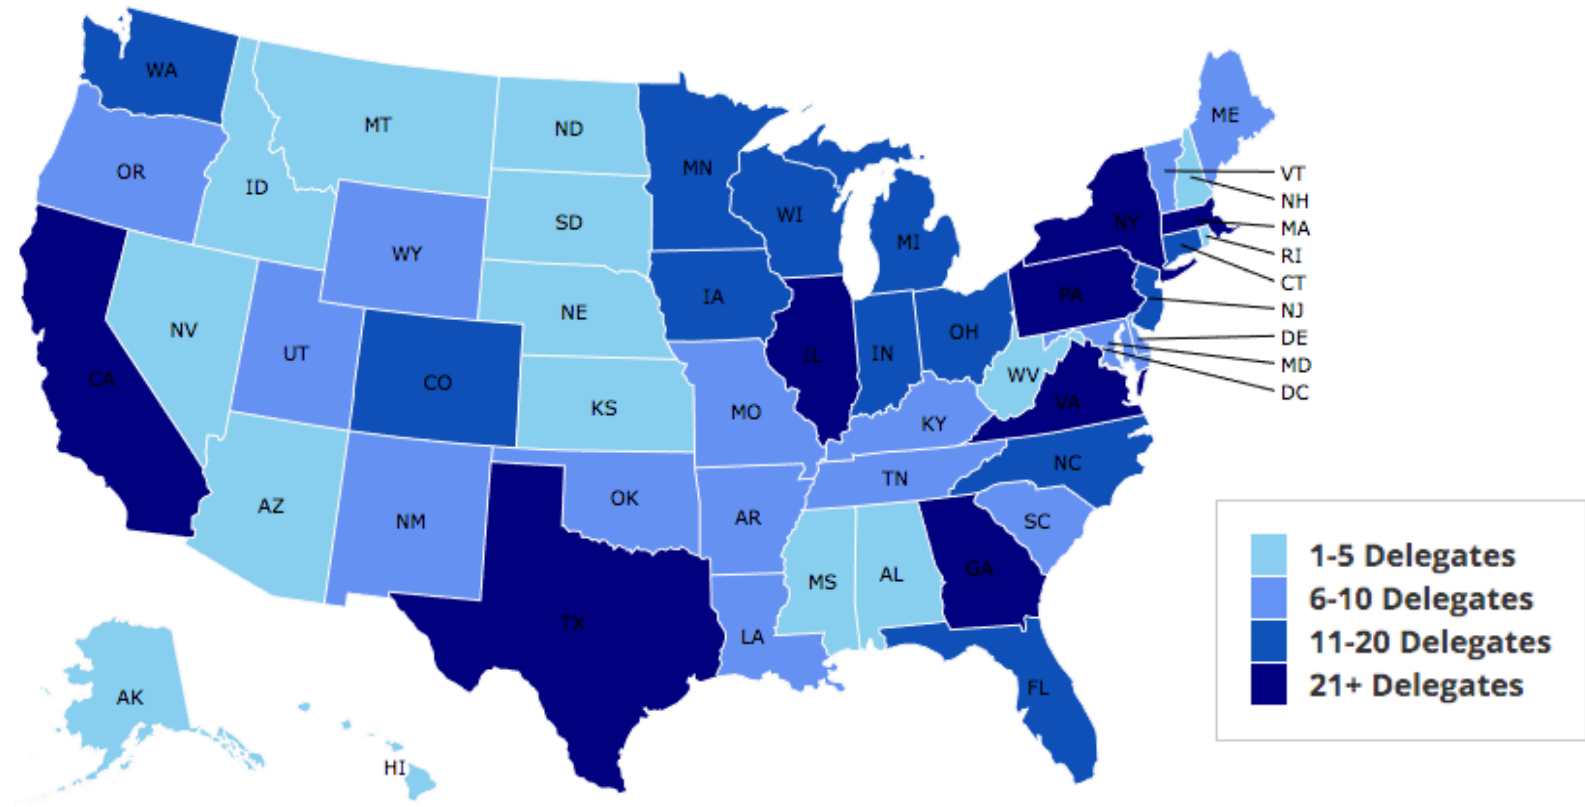 WA
MT
ND
MN
OR
ID
SD
WI
MI
WY
NE
IA
NV
UT
CO
CA
KS
MO
IL
IN
OH
KY
WV
VA
PA
NY
ME
VT
NH
MA
RI
CT
NJ
DE
MD
DC
AZ
NM
OK
AR
TN
NC
SC
MS
AL
GA
TX
LA
FL
AK
HI
1-5 Delegates
6-10 Delegates
11-20 Delegates
21+ Delegates